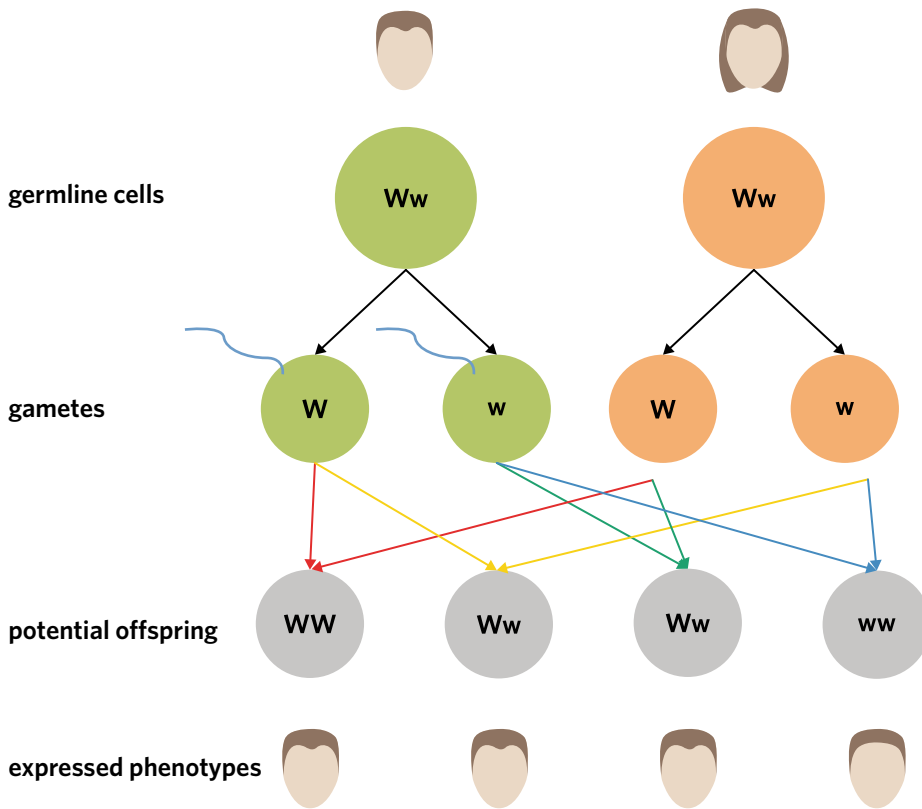 germline cells
Ww
Ww
gametes
W
w
W
w
potential offspring
WW
Ww
Ww
ww
expressed phenotypes